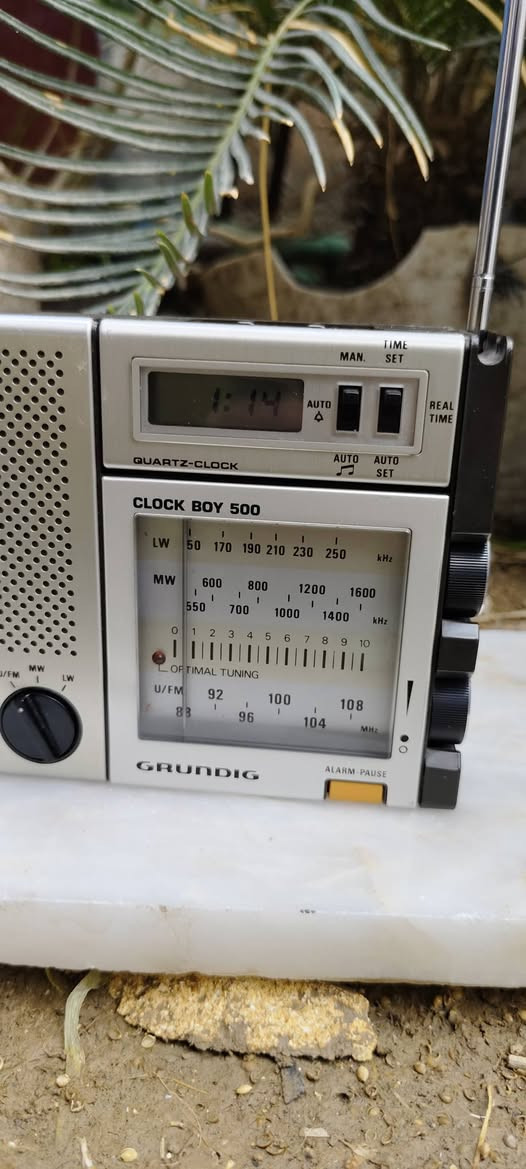 TIME
MAN. SET
1:14
AUTO
REAL
TIME
AUTO AUTO
SET
QUARTZ-CLOCK
CLOCK BOY 500
LW 50 170 190 210 230 250 kHz
MW 600 800 1200 1600
550 700 1000 1400 kHz
0 1 2 3 4 5 6 7 8 9 10
OPTIMAL TUNING
U/FM 92 100 108
88 96 104 MHz
MW
U/FM LW
GRUNDIG
ALARM-PAUSE